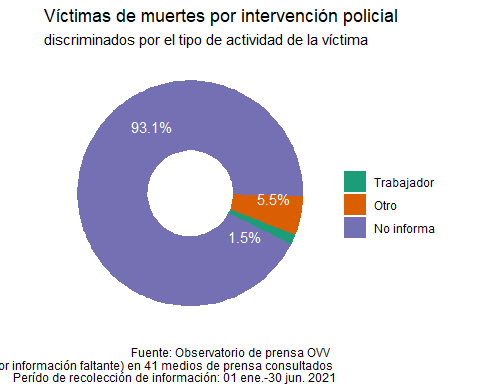 Víctimas de muertes por intervención policial
discriminados por el tipo de actividad de la víctima
93.1%
5.5%
1.5%
Trabajador
Otro
No informa
Fuente: Observatorio de prensa OVV
or información faltante) en 41 medios de prensa consultados
Período de recolección de información: 01 ene.-30 jun. 2021